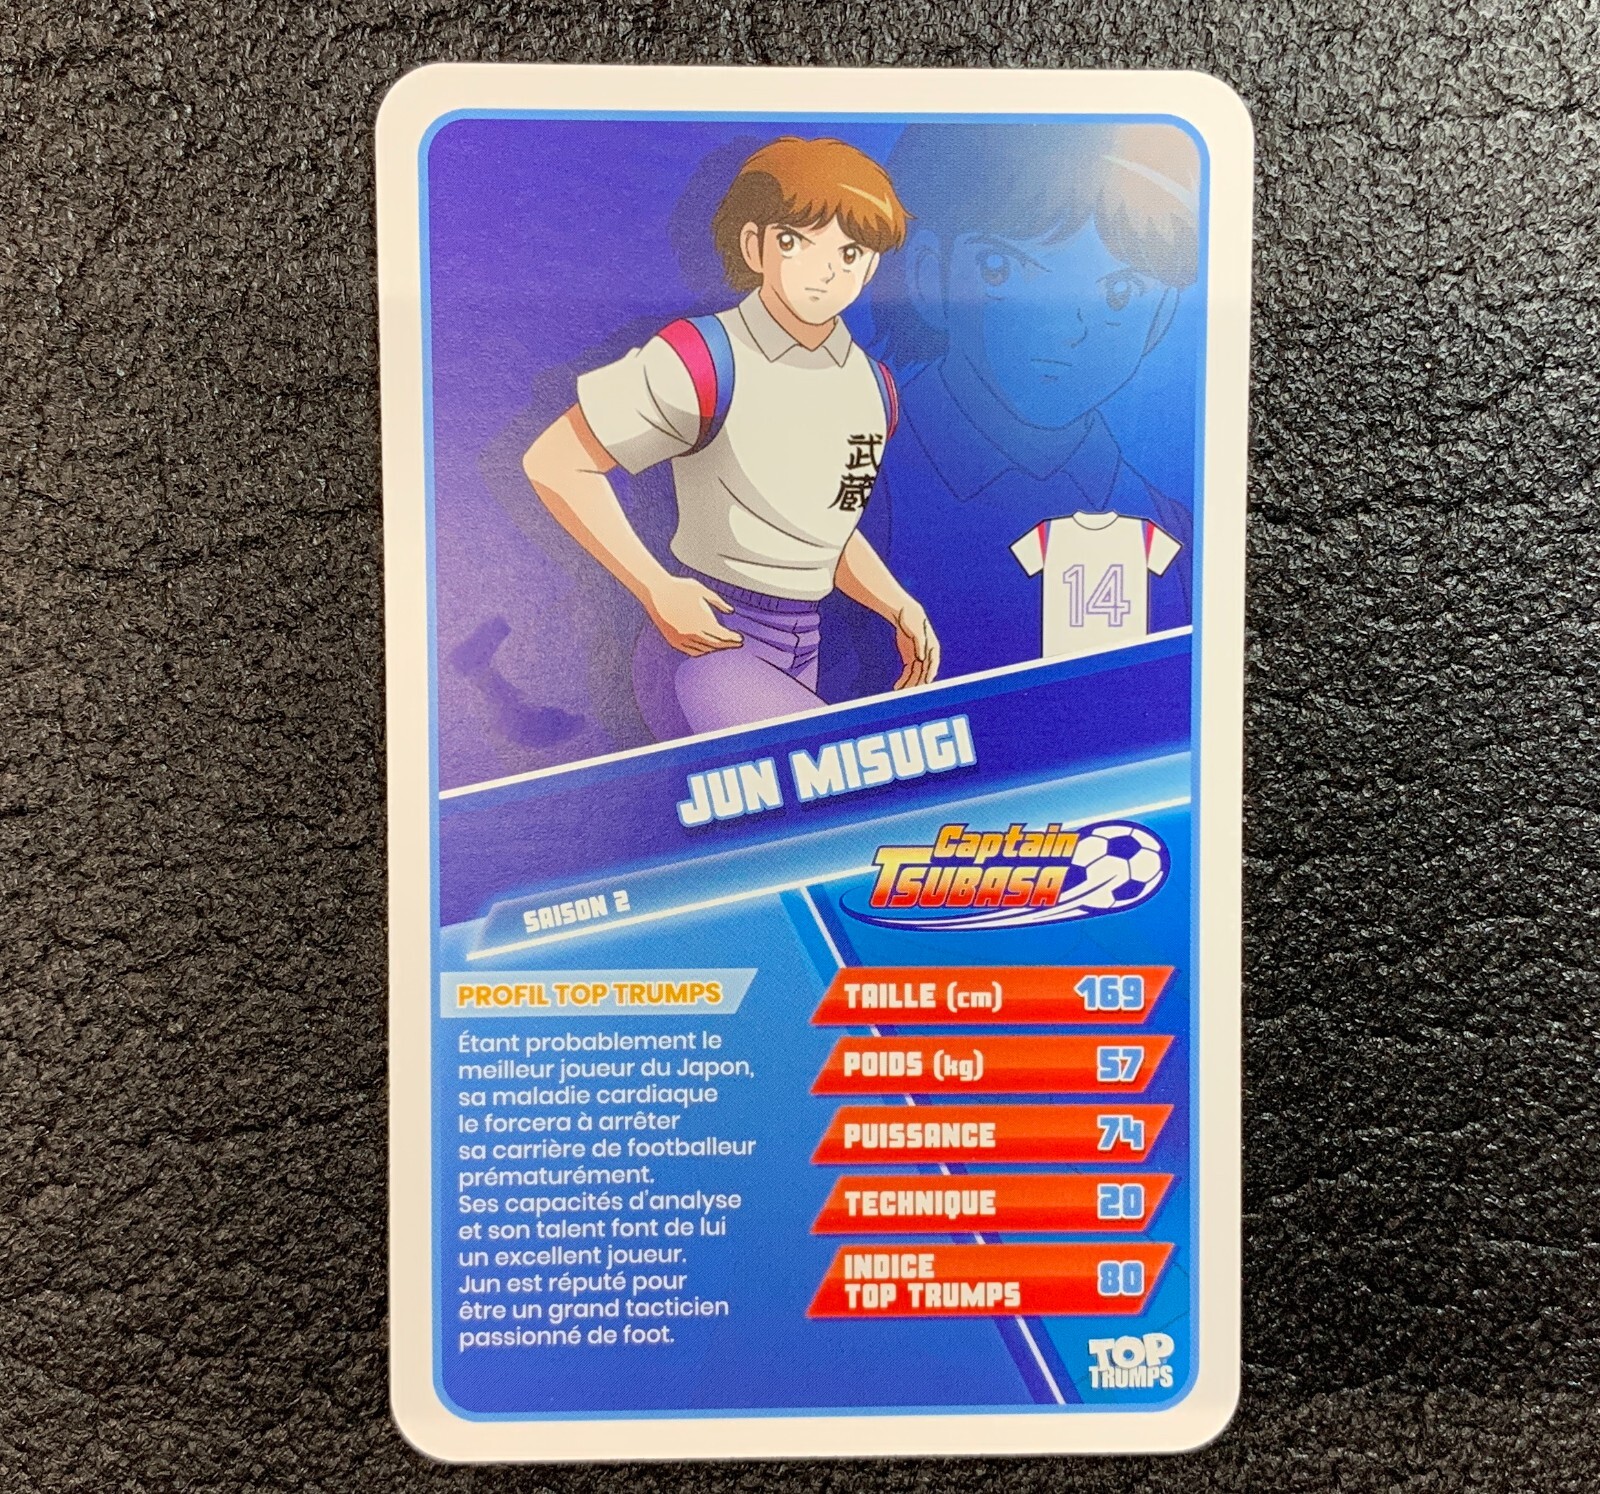 武
蔵
14
JUN MISUGI
Captain
TSUBASA
SAISON 2
PROFIL TOP TRUMPS
Étant probablement le
meilleur joueur du Japon,
sa maladie cardiaque
le forcera à arrêter
sa carrière de footballeur
prématurément.
Ses capacités d'analyse
et son talent font de lui
un excellent joueur.
Jun est réputé pour
être un grand tacticien
passionné de foot.
TAILLE (cm) 169
POIDS (kg) 57
PUISSANCE 74
TECHNIQUE 20
INDICE
TOP TRUMPS 80
TOP
TRUMPS